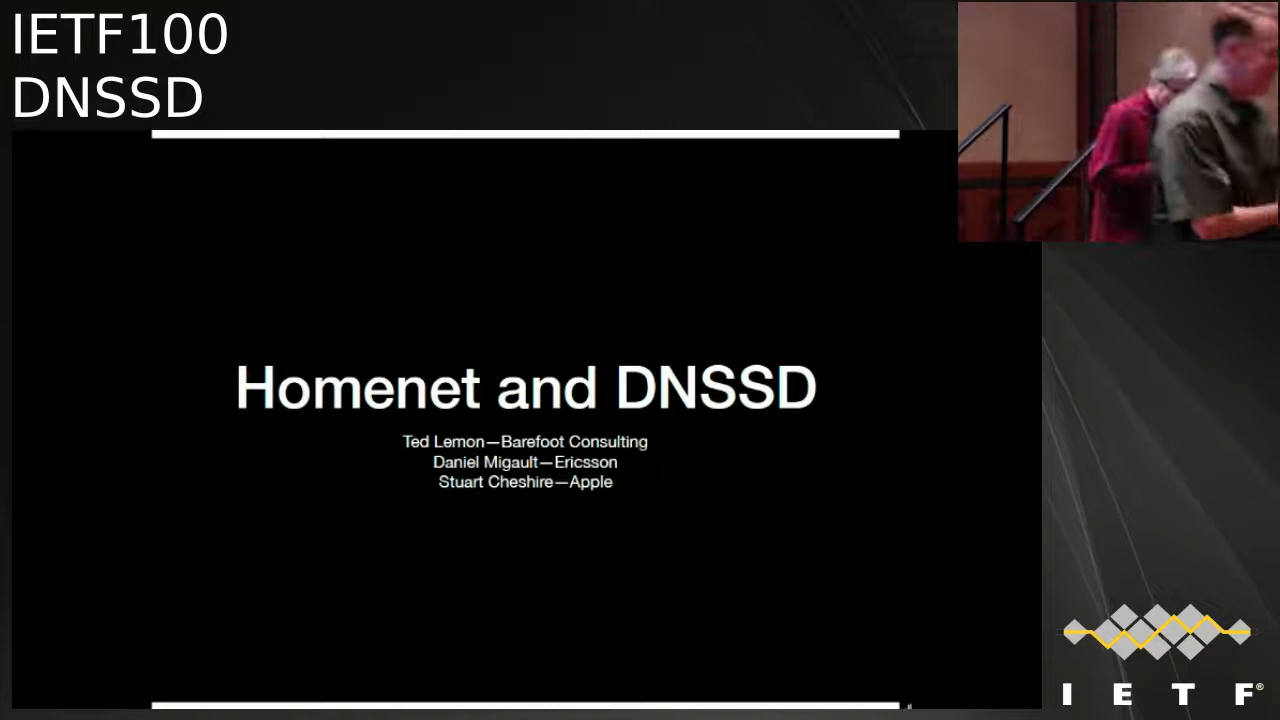 IETF100
DNSSD
Homenet and DNSSD
Ted Lemon—Barefoot Consulting
Daniel Migault—Ericsson
Stuart Cheshire—Apple
I E T F®